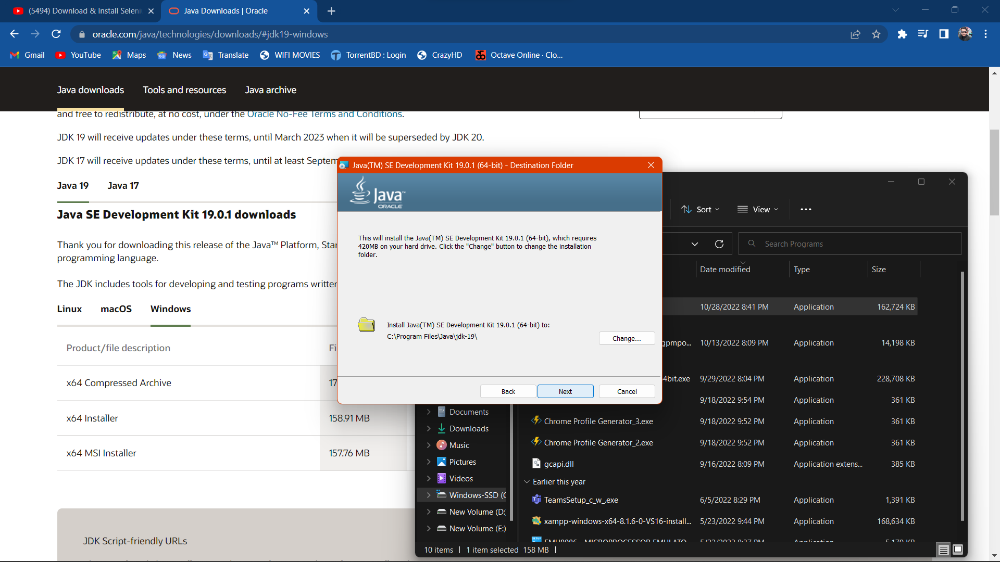 (5494) Download & Install Seleni
Java Downloads | Oracle
oracle.com/java/technologies/downloads/#jdk19-windows
Gmail
YouTube
Maps
News
Translate
WIFI MOVIES
TorrentBD : Login
CrazyHD
Octave Online · Clo...
Java downloads
Tools and resources
Java archive
and free to redistribute, at no cost, under the Oracle No-Fee Terms and Conditions.
JDK 19 will receive updates under these terms, until March 2023 when it will be superseded by JDK 20.
JDK 17 will receive updates under these terms, until at least Septem
Java 19
Java 17
Java SE Development Kit 19.0.1 downloads
Thank you for downloading this release of the Java™ Platform, Star
programming language.
The JDK includes tools for developing and testing programs written
Linux
macOS
Windows
Product/file description
Fi
x64 Compressed Archive
17
x64 Installer
158.91 MB
x64 MSI Installer
157.76 MB
JDK Script-friendly URLs
Java(TM) SE Development Kit 19.0.1 (64-bit) - Destination Folder
Java™
ORACLE
This will install the Java(TM) SE Development Kit 19.0.1 (64-bit), which requires
420MB on your hard drive. Click the "Change" button to change the installation
folder.
Install Java(TM) SE Development Kit 19.0.1 (64-bit) to:
C:\Program Files\Java\jdk-19\
Change...
Back
Next
Cancel
Sort
View
Search Programs
Date modified
Type
Size
10/28/2022 8:41 PM
Application
162,724 KB
gpmpo...
10/13/2022 8:09 PM
Application
14,198 KB
4bit.exe
9/29/2022 8:04 PM
Application
228,708 KB
9/18/2022 9:54 PM
Application
361 KB
Chrome Profile Generator_3.exe
9/18/2022 9:52 PM
Application
361 KB
Chrome Profile Generator_2.exe
9/18/2022 9:52 PM
Application
361 KB
gcapi.dll
9/16/2022 8:09 PM
Application extens...
385 KB
Earlier this year
TeamsSetup_c_w_.exe
6/5/2022 8:29 PM
Application
1,391 KB
xampp-windows-x64-8.1.6-0-VS16-install...
5/23/2022 9:44 PM
Application
168,634 KB
EMU8086 - MICROPROCESSOR EMULATO
5/22/2022 8:37 PM
Application
5,170 KB
Documents
Downloads
Music
Pictures
Videos
Windows-SSD (C
New Volume (D:
New Volume (E:)
10 items
1 item selected
158 MB